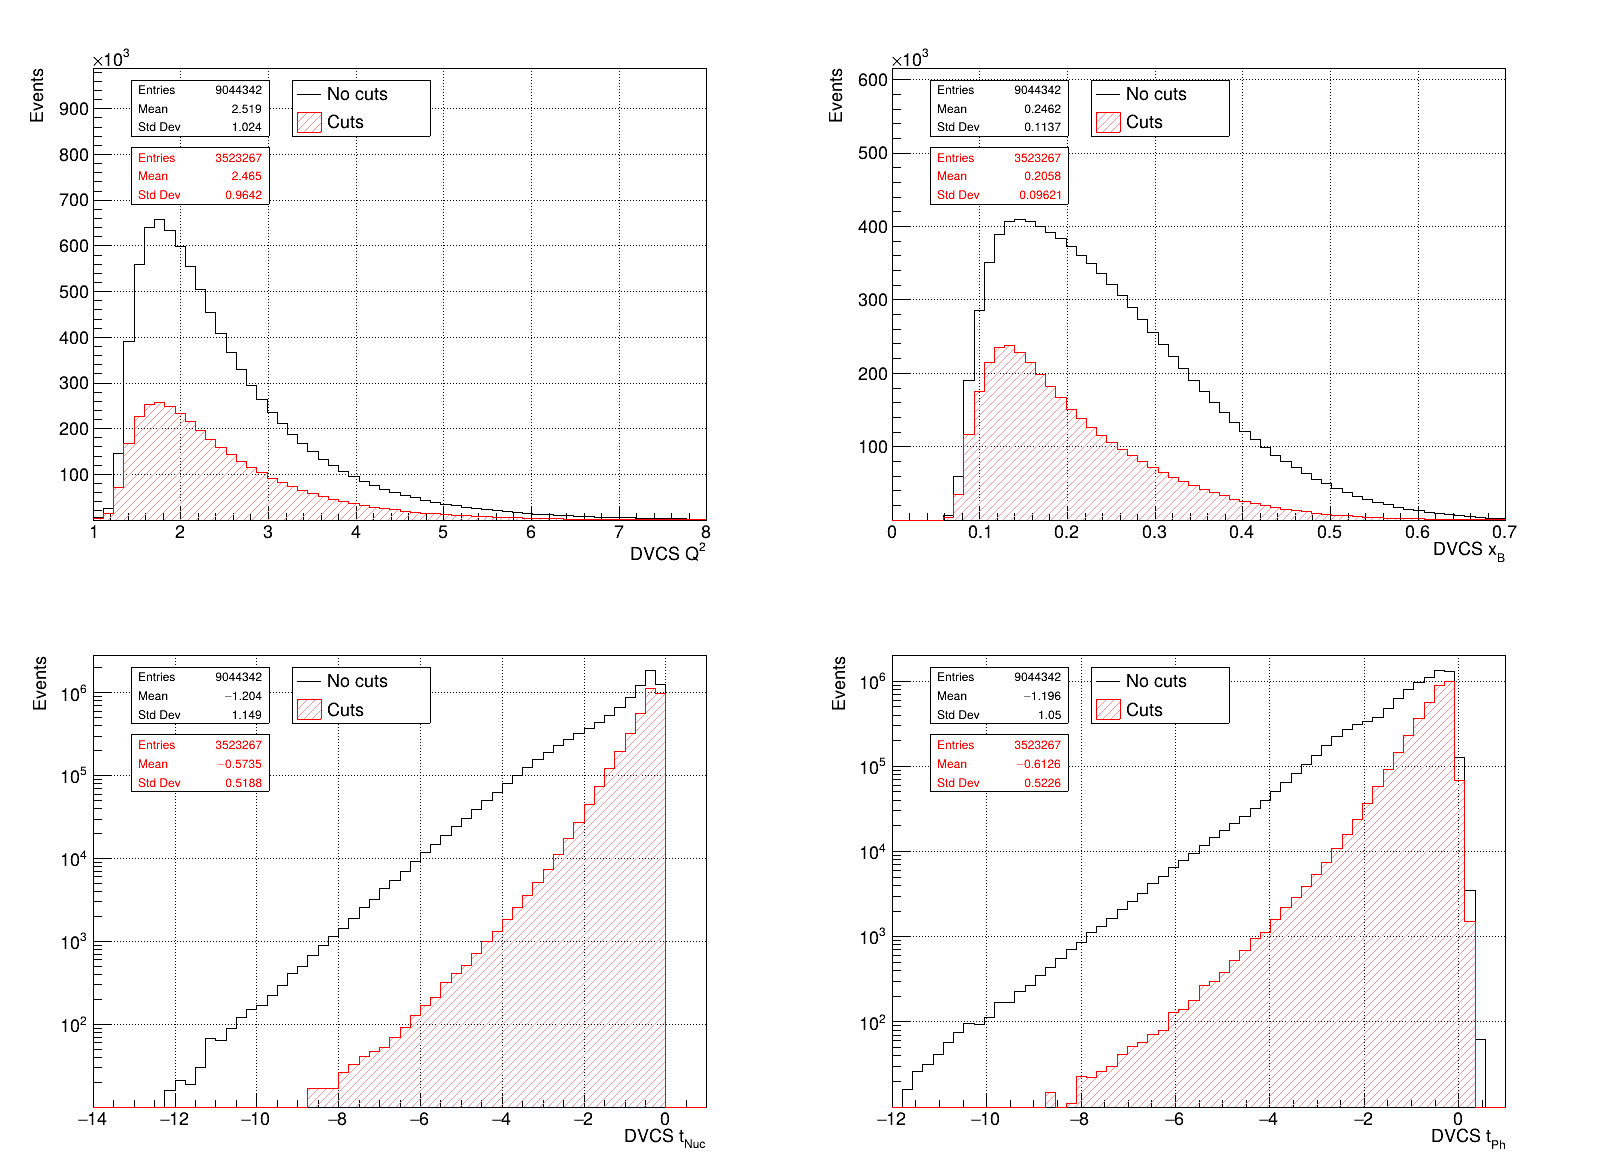 ×10³
Events
Entries 9044342
Mean 2.519
Std Dev 1.024
Entries 3523267
Mean 2.465
Std Dev 0.9642
No cuts
Cuts
900
800
700
600
500
400
300
200
100
1 2 3 4 5 6 7 8
DVCS Q²
×10³
Events
Entries 9044342
Mean 0.2462
Std Dev 0.1137
Entries 3523267
Mean 0.2058
Std Dev 0.09621
No cuts
Cuts
600
500
400
300
200
100
0 0.1 0.2 0.3 0.4 0.5 0.6 0.7
DVCS x_B
Events
Entries 9044342
Mean −1.204
Std Dev 1.149
Entries 3523267
Mean −0.5735
Std Dev 0.5188
No cuts
Cuts
10⁶
10⁵
10⁴
10³
10²
−14 −12 −10 −8 −6 −4 −2 0
DVCS t_Nuc
Events
Entries 9044342
Mean −1.196
Std Dev 1.05
Entries 3523267
Mean −0.6126
Std Dev 0.5226
No cuts
Cuts
10⁶
10⁵
10⁴
10³
10²
−12 −10 −8 −6 −4 −2 0
DVCS t_Ph